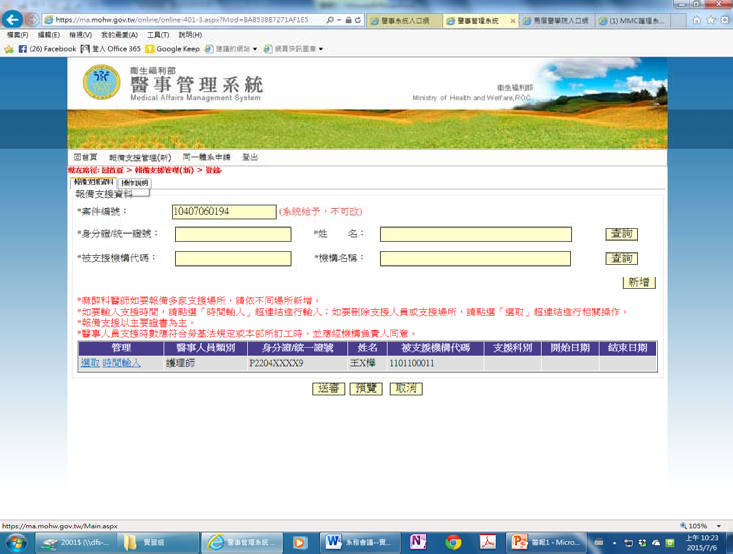 https://ma.mohw.gov.tw/online/online-401-3.aspx?Mod=BA853887271AF1E5
醫事系統入口網
醫事管理系統
(1) MMC護理系...
檔案(F) 編輯(E) 檢視(V) 我的最愛(A) 工具(T) 說明(H)
(26) Facebook 登入 Office 365 Google Keep 建議的網站 網頁快訊圖庫
衛生福利部
醫事管理系統
Medical Affairs Management System
衛生福利部
Ministry of Health and Welfare,ROC.
回首頁 報備支援管理(新) 同一體系申請 登出
現在路徑: 回首頁 > 報備支援管理(新) > 登錄
報備支援資料 操作說明
報備支援資料
*案件編號: 10407060194 (系統給予,不可改)
*身分證/統一證號: *姓 名: 查詢
*被支援機構代碼: *機構名稱: 查詢
新增
*麻醉科醫師如要報備多家支援場所,請依不同場所新增。
*如要輸入支援時間,請點選「時間輸入」超連結進行輸入;如要刪除支援人員或支援場所,請點選「選取」超連結進行相關操作。
*報備支援以主要證書為主。
*醫事人員支援時數應符合勞基法規定或本部所訂工時,並應經機構負責人同意。
管理 醫事人員類別 身分證/統一證號 姓名 被支援機構代碼 支援科別 開始日期 結束日期
選取 時間輸入 護理師 P2204XXXX9 王X樺 1101100011
送審 預覽 取消
https://ma.mohw.gov.tw/Main.aspx
105%
2001$ (\\dfs-... 實習組 醫事管理系統... 系務會議--實... 簡報1 - Micro...
上午 10:23
2015/7/6